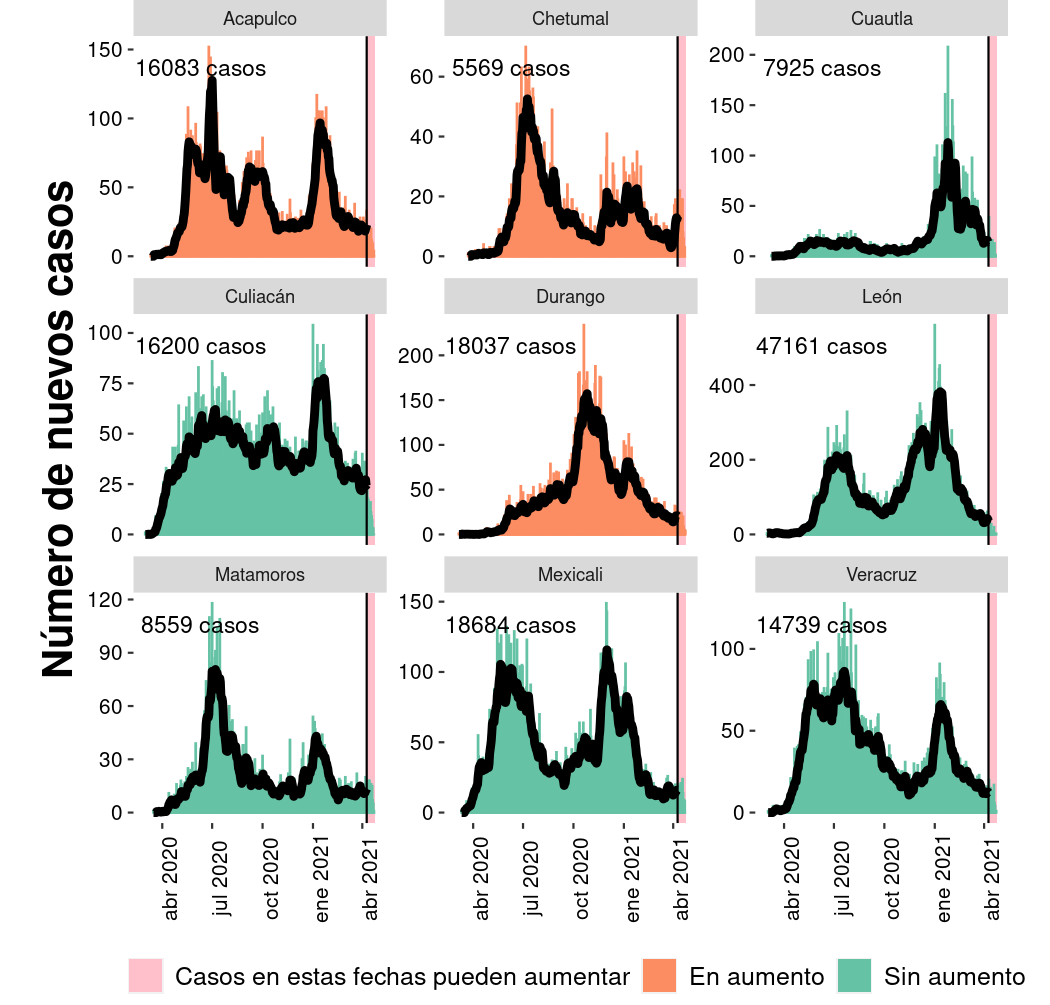 Número de nuevos casos
Acapulco
Chetumal
Cuautla
150
100
50
0
16083 casos
60
40
20
0
5569 casos
200
150
100
50
0
7925 casos
Culiacán
Durango
León
100
75
50
25
0
16200 casos
200
150
100
50
0
18037 casos
400
200
0
47161 casos
Matamoros
Mexicali
Veracruz
120
90
60
30
0
8559 casos
150
100
50
0
18684 casos
100
50
0
14739 casos
abr 2020
jul 2020
oct 2020
ene 2021
abr 2021
abr 2020
jul 2020
oct 2020
ene 2021
abr 2021
abr 2020
jul 2020
oct 2020
ene 2021
abr 2021
Casos en estas fechas pueden aumentar
En aumento
Sin aumento